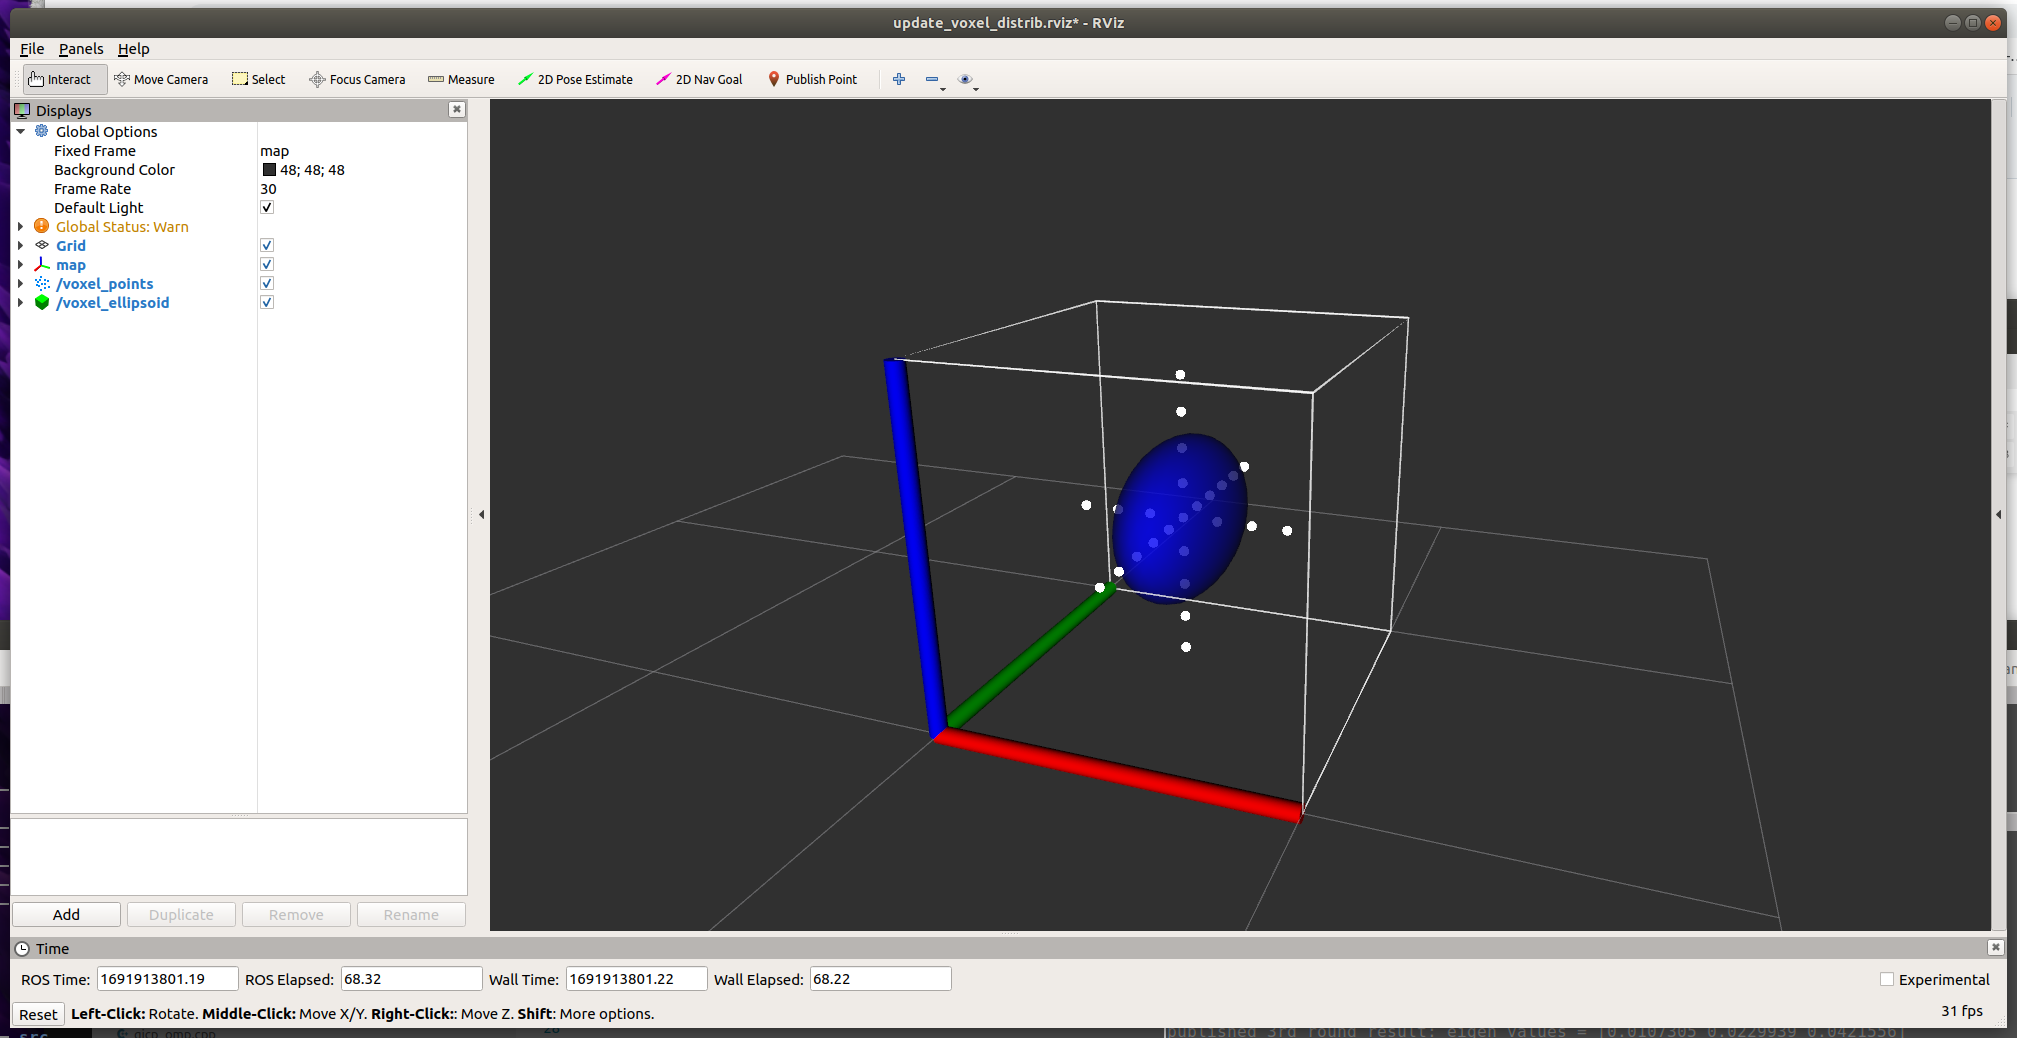 update_voxel_distrib.rviz* - RViz
File Panels Help
Interact Move Camera Select Focus Camera Measure 2D Pose Estimate 2D Nav Goal Publish Point
Displays
Global Options
Fixed Frame map
Background Color 48; 48; 48
Frame Rate 30
Default Light
Global Status: Warn
Grid
map
/voxel_points
/voxel_ellipsoid
Add Duplicate Remove Rename
Time
ROS Time: 1691913801.19 ROS Elapsed: 68.32 Wall Time: 1691913801.22 Wall Elapsed: 68.22 Experimental
Reset Left-Click: Rotate. Middle-Click: Move X/Y. Right-Click:: Move Z. Shift: More options. 31 fps
published 3rd round result: eigen values = [0.0107305 0.0229939 0.0421556]